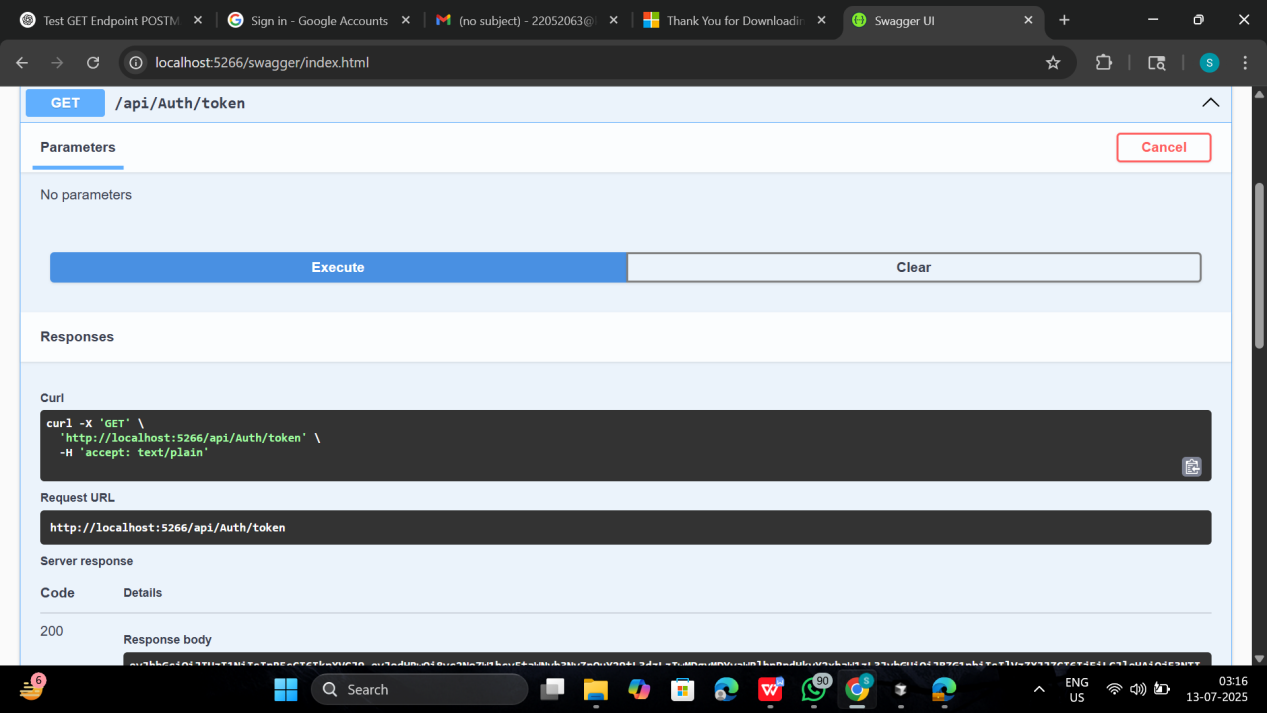 Test GET Endpoint POSTM
Sign in - Google Accounts
(no subject) - 22052063@
Thank You for Downloadin
Swagger UI
localhost:5266/swagger/index.html
S
GET /api/Auth/token
Parameters
Cancel
No parameters
Execute
Clear
Responses
Curl
curl -X 'GET' \
'http://localhost:5266/api/Auth/token' \
-H 'accept: text/plain'
Request URL
http://localhost:5266/api/Auth/token
Server response
Code Details
200
Response body
6
Search
90
S
ENG
US
03:16
13-07-2025